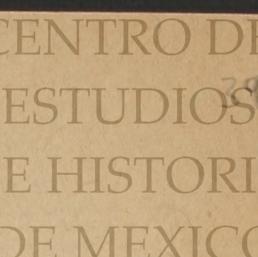 CENTRO DE
ESTUDIOS
E HISTORI
DE MEXICO